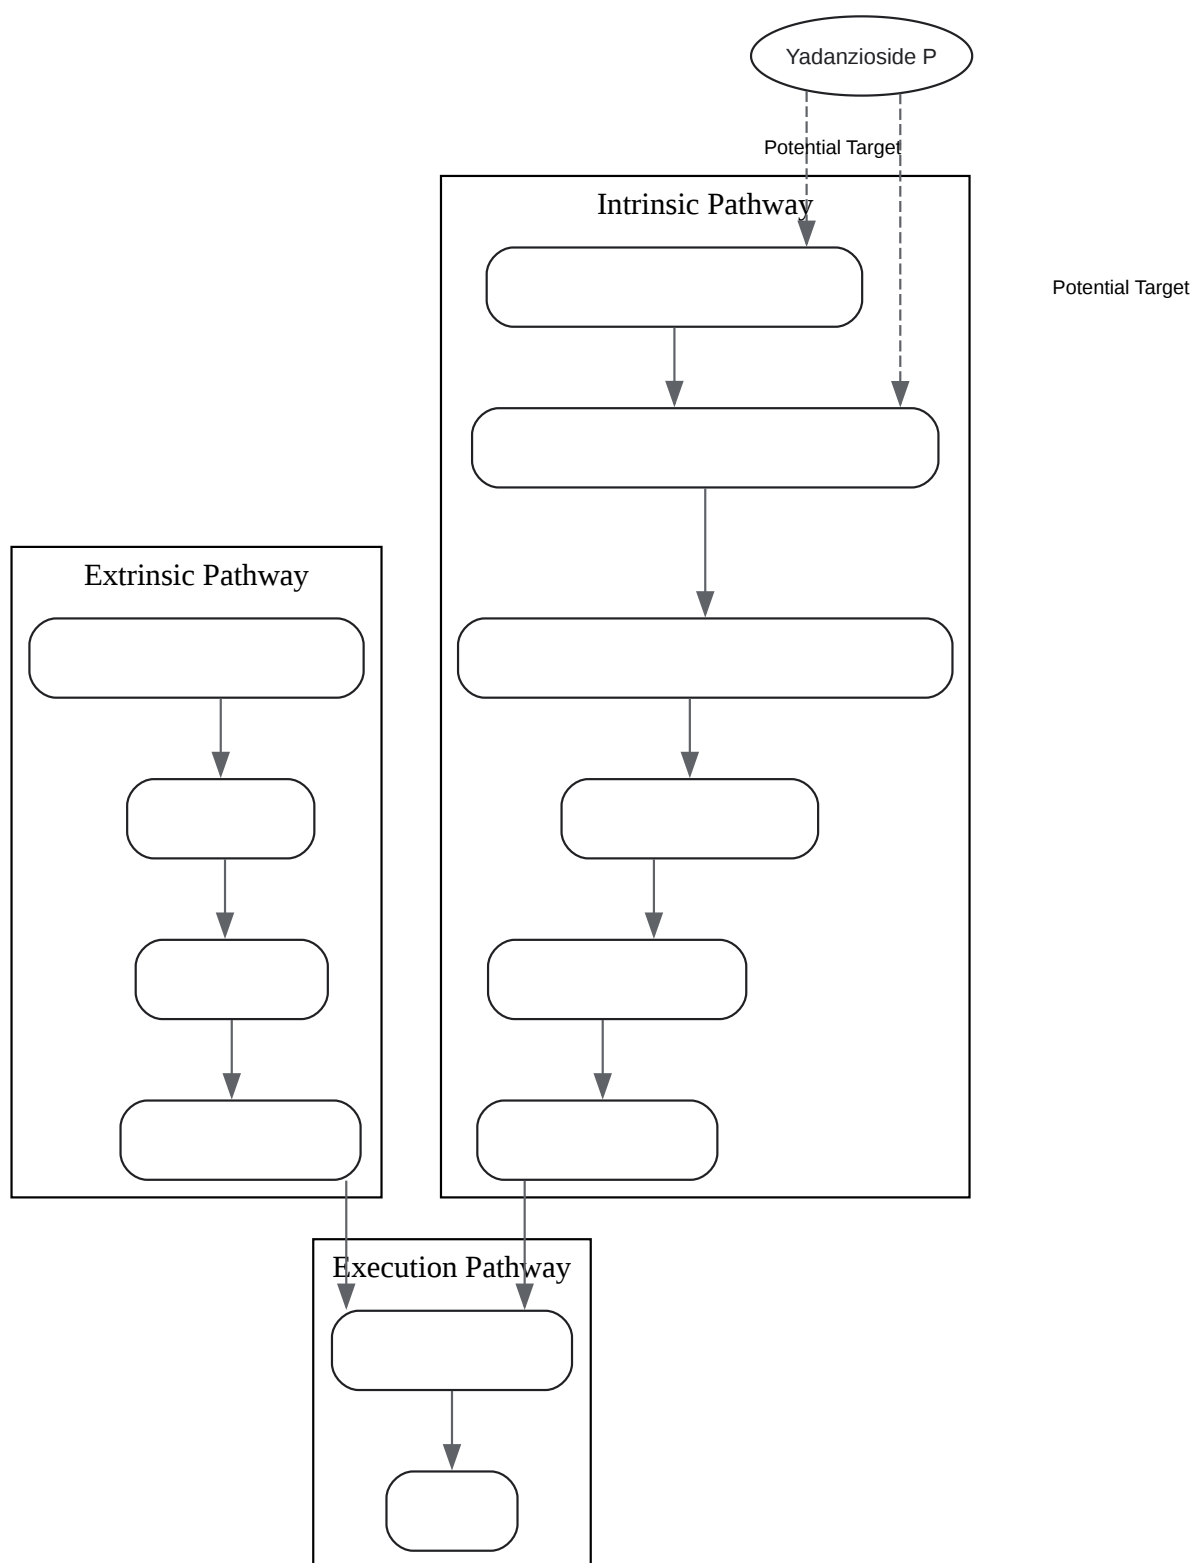 Yadanzioside P
Potential Target
Intrinsic Pathway
Potential Target
Extrinsic Pathway
Execution Pathway